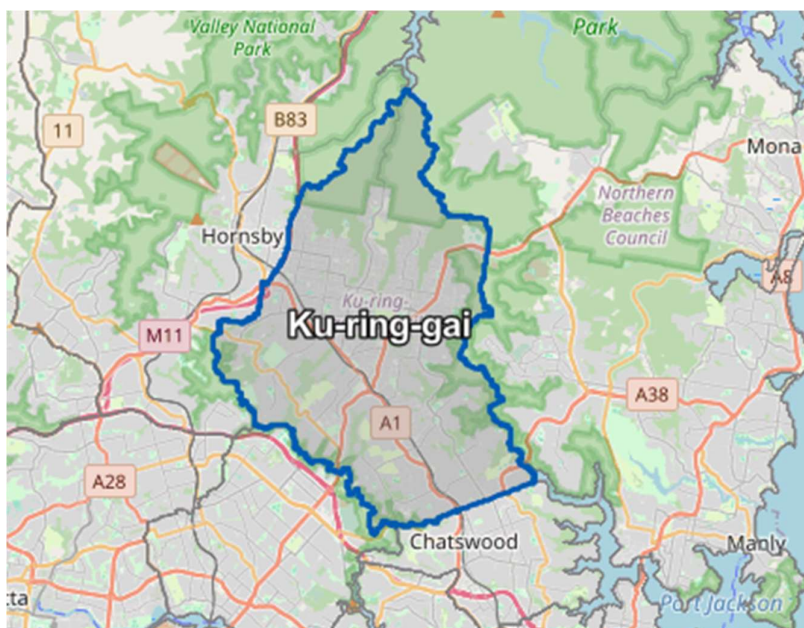 Valley National
Park
Park
B83
11
Mona
Northern
Beaches
Council
Hornsby
A8
Ku-ring-
Ku-ring-gai
M11
A38
A1
A28
Chatswood
Manly
tta
Port Jackson